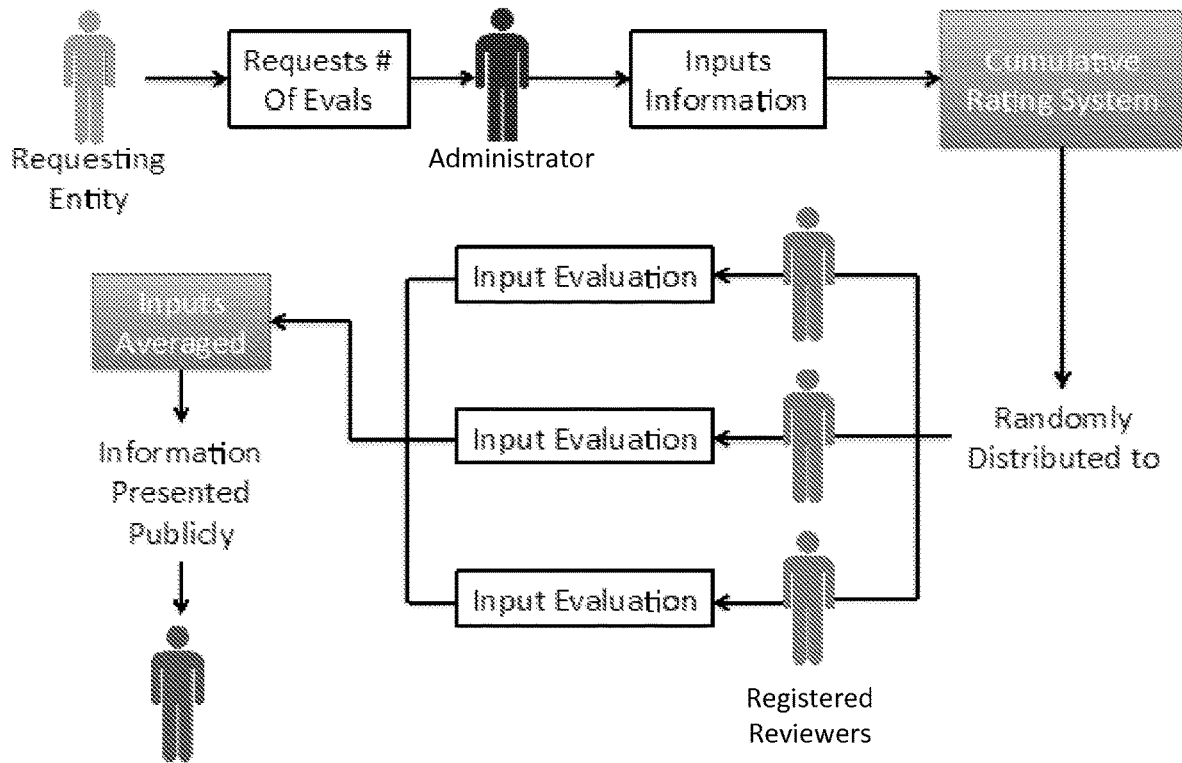 Requests #
Of Evals
Inputs
Information
Cumulative
Rating System
Requesting
Entity
Administrator
Input Evaluation
Inputs
Averaged
Input Evaluation
Randomly
Distributed to
Information
Presented
Publicly
Input Evaluation
Registered
Reviewers